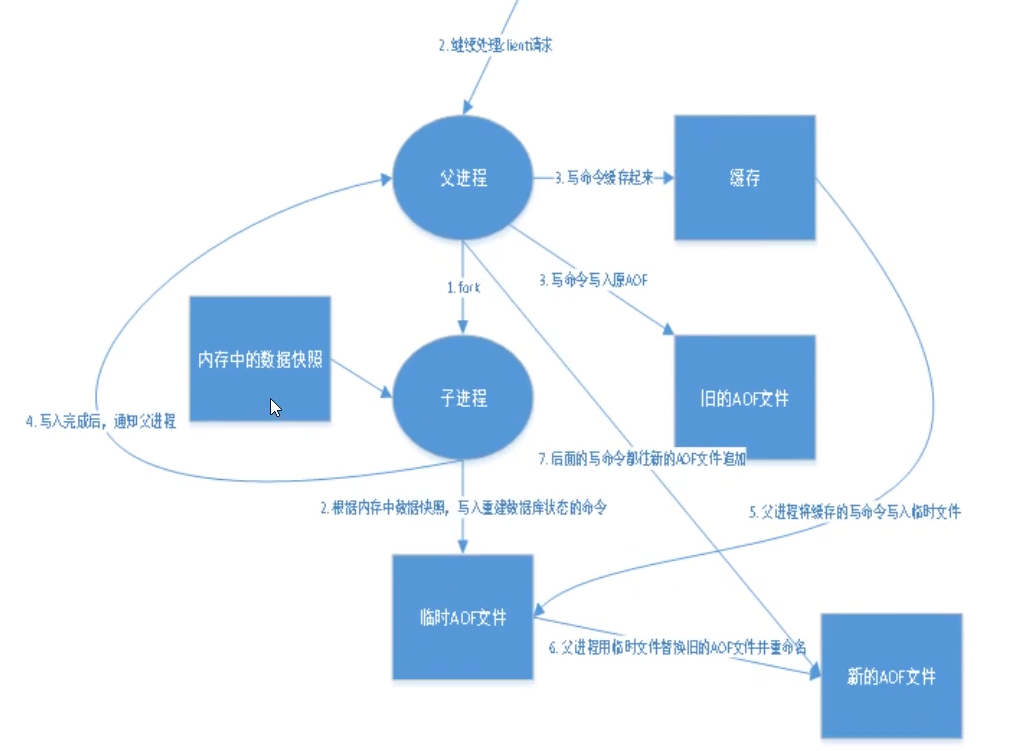 2.继续处理client请求
父进程
3.写命令缓存起来
缓存
1.fork
3.写命令写入原AOF
内存中的数据快照
子进程
旧的AOF文件
4.写入完成后，通知父进程
7.后面的写命令都往新的AOF文件追加
2.根据内存中数据快照，写入重建数据库状态的命令
5.父进程将缓存的写命令写入临时文件
临时AOF文件
6.父进程用临时文件替换旧的AOF文件并重命名
新的AOF文件